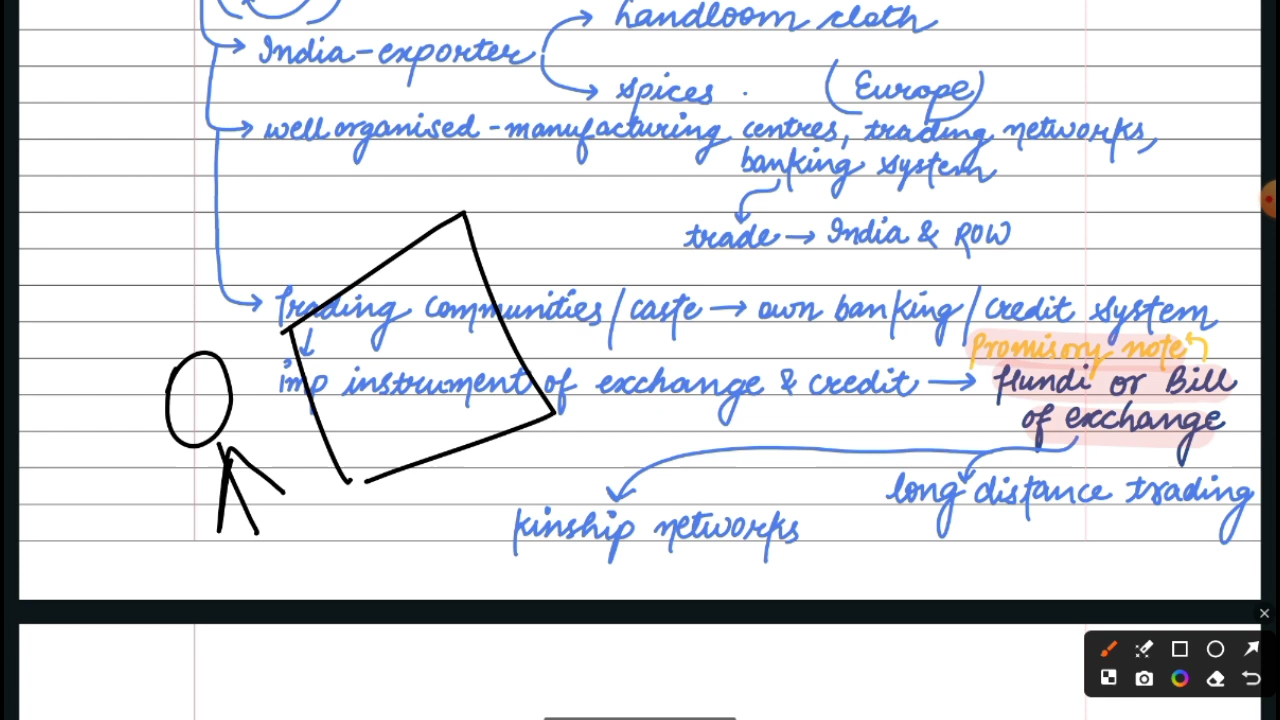 India-exporter → handloom cloth
→ spices. (Europe)
→ well organised - manufacturing centres, trading networks,
banking system
trade → India & ROW
→ Trading communities/caste → own banking/credit system
Promisory note
imp instrument of exchange & credit → Hundi or Bill
of exchange
long distance trading
kinship networks